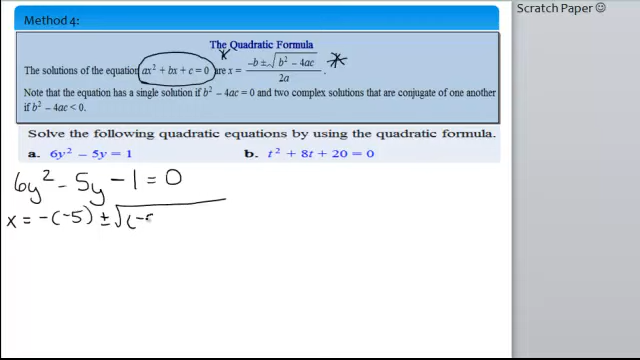 Scratch Paper☺
Method 4:
The Quadratic Formula
The solutions of the equation ax² + bx + c = 0 are x = (−b ± √(b² − 4ac)) / 2a .
Note that the equation has a single solution if b² − 4ac = 0 and two complex solutions that are conjugate of one another
if b² − 4ac < 0.
Solve the following quadratic equations by using the quadratic formula.
a. 6y² − 5y = 1 b. t² + 8t + 20 = 0
6y² − 5y − 1 = 0
x = −(−5) ± √(−5